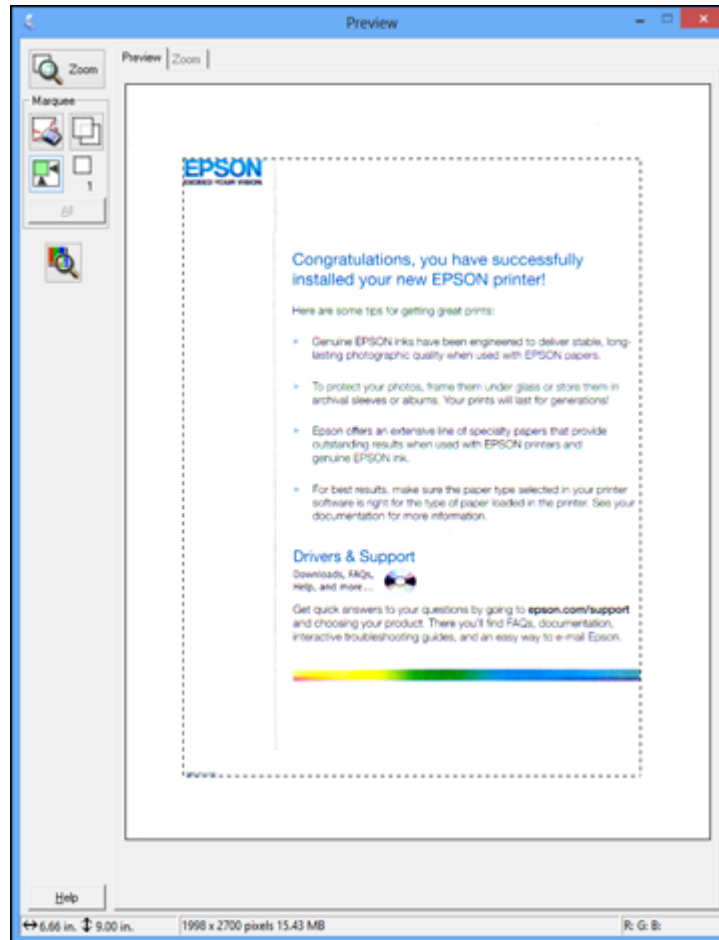 Preview
Zoom
Preview
Zoom
Marquee
1
All
EPSON
EXCEED YOUR VISION
Congratulations, you have successfully
installed your new EPSON printer!
Here are some tips for getting great prints:
Genuine EPSON inks have been engineered to deliver stable, long-
lasting photographic quality when used with EPSON papers.
To protect your photos, frame them under glass or store them in
archival sleeves or albums. Your prints will last for generations!
Epson offers an extensive line of specialty papers that provide
outstanding results when used with EPSON printers and
genuine EPSON ink.
For best results, make sure the paper type selected in your printer
software is right for the type of paper loaded in the printer. See your
documentation for more information.
Drivers & Support
Downloads, FAQs,
Help, and more...
Get quick answers to your questions by going to epson.com/support
and choosing your product. There you'll find FAQs, documentation,
interactive troubleshooting guides, and an easy way to e-mail Epson.
Help
6.66 in. 9.00 in.
1998 x 2700 pixels 15.43 MB
R: G: B: